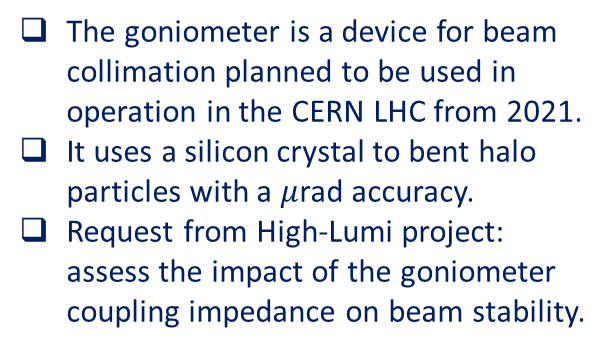 ❑ The goniometer is a device for beam
collimation planned to be used in
operation in the CERN LHC from 2021.
❑ It uses a silicon crystal to bent halo
particles with a μrad accuracy.
❑ Request from High-Lumi project:
assess the impact of the goniometer
coupling impedance on beam stability.